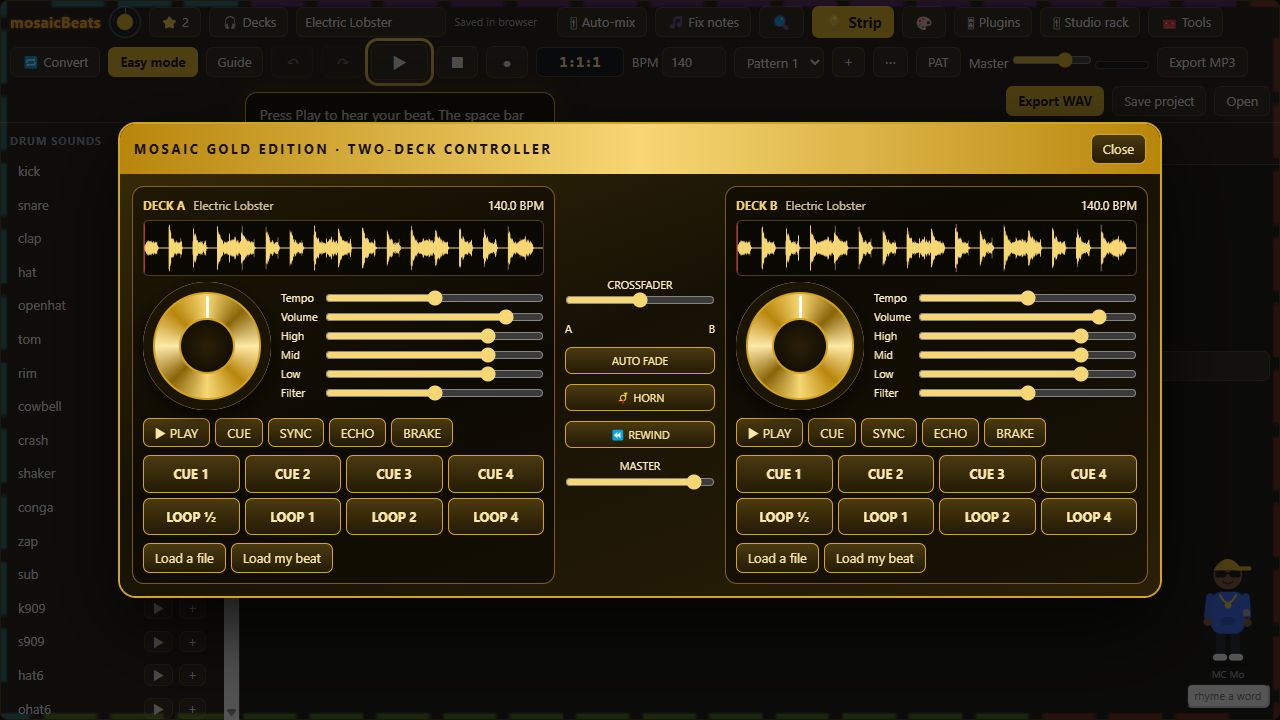 mosaicBeats
2
Decks
Electric Lobster
Saved in browser
Auto-mix
Fix notes
Strip
Plugins
Studio rack
Tools
Convert
Easy mode
Guide
1:1:1
BPM
140
Pattern 1
+
...
PAT
Master
Export MP3
Export WAV
Save project
Open
Press Play to hear your beat. The space bar
MOSAIC GOLD EDITION · TWO-DECK CONTROLLER
Close
DRUM SOUNDS
kick
snare
clap
hat
openhat
tom
rim
cowbell
crash
shaker
conga
zap
sub
k909
+
s909
+
hat6
+
ohat6
+
DECK A Electric Lobster 140.0 BPM
Tempo
Volume
High
Mid
Low
Filter
▶ PLAY
CUE
SYNC
ECHO
BRAKE
CUE 1
CUE 2
CUE 3
CUE 4
LOOP ½
LOOP 1
LOOP 2
LOOP 4
Load a file
Load my beat
CROSSFADER
A B
AUTO FADE
HORN
REWIND
MASTER
DECK B Electric Lobster 140.0 BPM
Tempo
Volume
High
Mid
Low
Filter
▶ PLAY
CUE
SYNC
ECHO
BRAKE
CUE 1
CUE 2
CUE 3
CUE 4
LOOP ½
LOOP 1
LOOP 2
LOOP 4
Load a file
Load my beat
MC Mo
rhyme a word